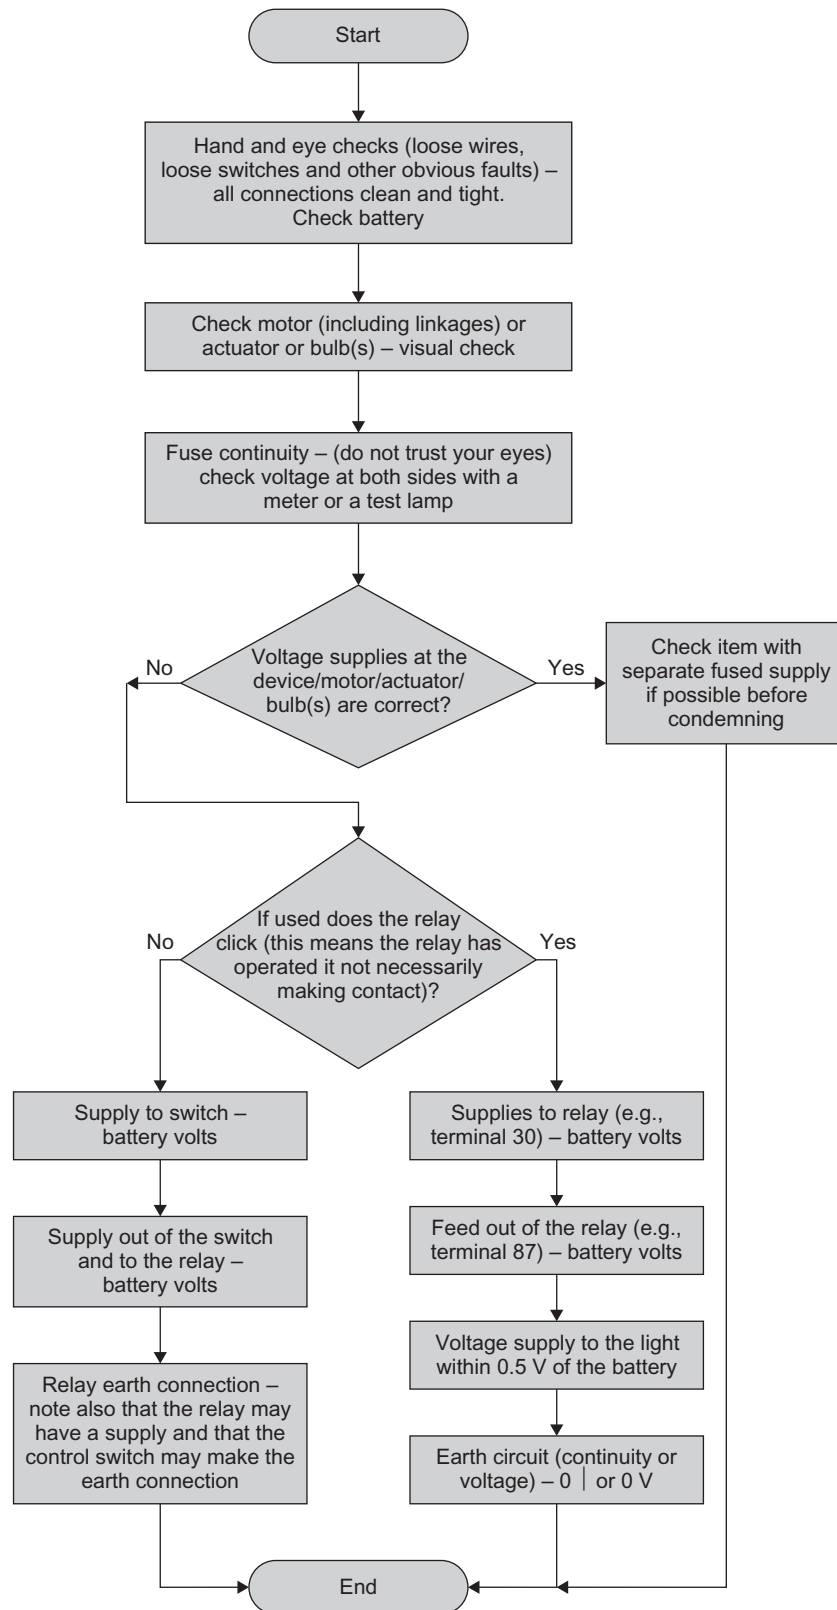 Start
Hand and eye checks (loose wires,
loose switches and other obvious faults) –
all connections clean and tight.
Check battery
Check motor (including linkages) or
actuator or bulb(s) – visual check
Fuse continuity – (do not trust your eyes)
check voltage at both sides with a
meter or a test lamp
No
Voltage supplies at the
device/motor/actuator/
bulb(s) are correct?
Yes
Check item with
separate fused supply
if possible before
condemning
No
If used does the relay
click (this means the relay has
operated it not necessarily
making contact)?
Yes
Supply to switch –
battery volts
Supply out of the switch
and to the relay –
battery volts
Relay earth connection –
note also that the relay may
have a supply and that the
control switch may make the
earth connection
Supplies to relay (e.g.,
terminal 30) – battery volts
Feed out of the relay (e.g.,
terminal 87) – battery volts
Voltage supply to the light
within 0.5 V of the battery
Earth circuit (continuity or
voltage) – 0 | or 0 V
End